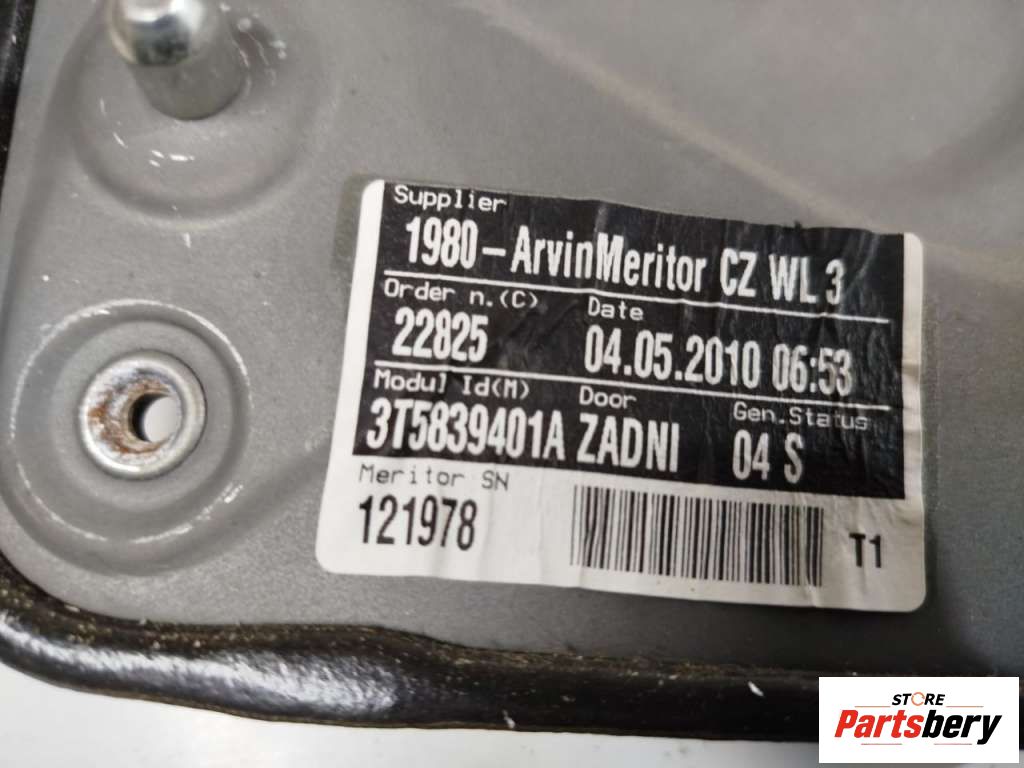 Supplier
1980-ArvinMeritor CZ WL 3
Order n.(C) Date
22825 04.05.2010 06:53
Modul Id(M) Door Gen.Status
3T5839401A ZADNI 04 S
Meritor SN
121978 T1
STORE
Partsbery